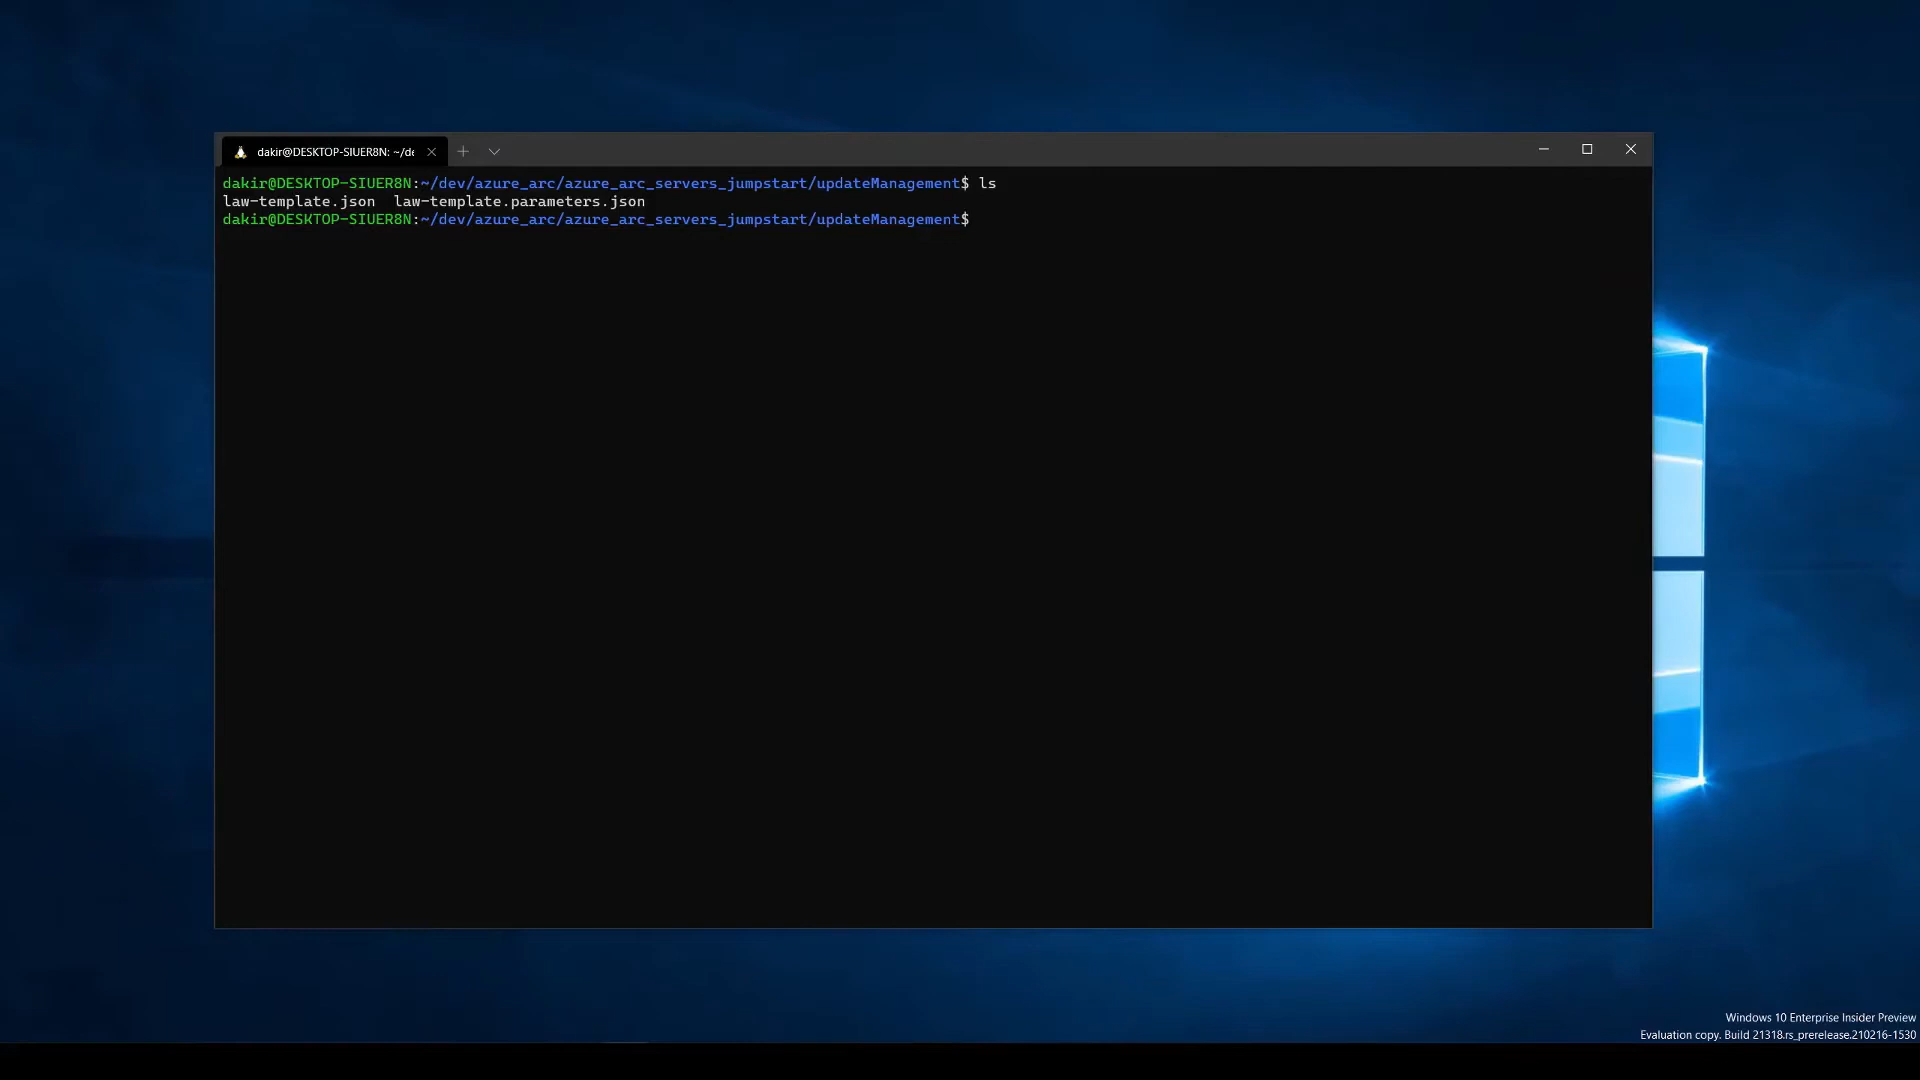 dakir@DESKTOP-SIUER8N: ~/de
dakir@DESKTOP-SIUER8N:~/dev/azure_arc/azure_arc_servers_jumpstart/updateManagement$ ls
law-template.json  law-template.parameters.json
dakir@DESKTOP-SIUER8N:~/dev/azure_arc/azure_arc_servers_jumpstart/updateManagement$
Windows 10 Enterprise Insider Preview
Evaluation copy. Build 21318.rs_prerelease.210216-1530